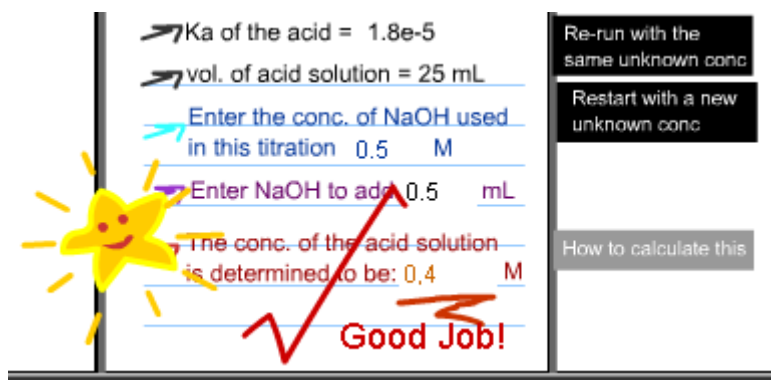 Ka of the acid = 1.8e-5
vol. of acid solution = 25 mL
Enter the conc. of NaOH used
in this titration 0.5 M
Enter NaOH to add 0.5 mL
The conc. of the acid solution
is determined to be: 0,4 M
Good Job!
Re-run with the
same unknown conc
Restart with a new
unknown conc
How to calculate this